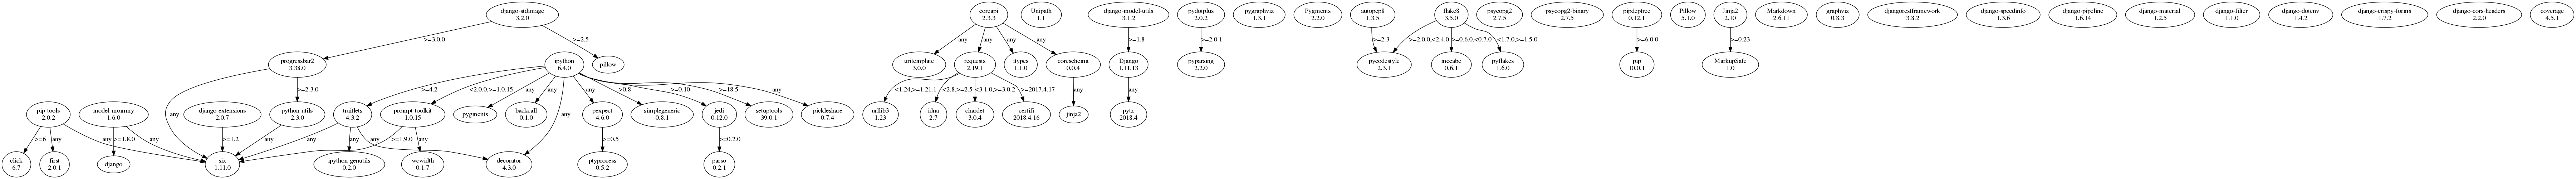 django-stdimage
3.2.0
coreapi
2.3.3
Unipath
1.1
django-model-utils
3.1.2
pydotplus
2.0.2
pygraphviz
1.3.1
Pygments
2.2.0
autopep8
1.3.5
flake8
3.5.0
psycopg2
2.7.5
psycopg2-binary
2.7.5
pipdeptree
0.12.1
Pillow
5.1.0
Jinja2
2.10
Markdown
2.6.11
graphviz
0.8.3
djangorestframework
3.8.2
django-speedinfo
1.3.6
django-pipeline
1.6.14
django-material
1.2.5
django-filter
1.1.0
django-dotenv
1.4.2
django-crispy-forms
1.7.2
django-cors-headers
2.2.0
coverage
4.5.1
>=3.0.0
>=2.5
any
any
any
any
>=1.8
>=2.0.1
>=2.3
>=2.0.0,<2.4.0
>=0.6.0,<0.7.0
<1.7.0,>=1.5.0
>=6.0.0
>=0.23
progressbar2
3.38.0
ipython
6.4.0
pillow
uritemplate
3.0.0
requests
2.19.1
itypes
1.1.0
coreschema
0.0.4
Django
1.11.13
pyparsing
2.2.0
pycodestyle
2.3.1
mccabe
0.6.1
pyflakes
1.6.0
pip
10.0.1
MarkupSafe
1.0
any
>=2.3.0
>=4.2
<2.0.0,>=1.0.15
any
any
any
any
>0.8
>=0.10
>=18.5
any
<1.24,>=1.21.1
<2.8,>=2.5
<3.1.0,>=3.0.2
>=2017.4.17
any
any
pip-tools
2.0.2
model-mommy
1.6.0
django-extensions
2.0.7
python-utils
2.3.0
traitlets
4.3.2
prompt-toolkit
1.0.15
pygments
backcall
0.1.0
pexpect
4.6.0
simplegeneric
0.8.1
jedi
0.12.0
setuptools
39.0.1
pickleshare
0.7.4
urllib3
1.23
idna
2.7
chardet
3.0.4
certifi
2018.4.16
jinja2
pytz
2018.4
>=6
any
any
>=1.8.0
any
>=1.2
any
any
any
any
>=1.9.0
any
>=0.5
>=0.2.0
click
6.7
first
2.0.1
django
six
1.11.0
ipython-genutils
0.2.0
wcwidth
0.1.7
decorator
4.3.0
ptyprocess
0.5.2
parso
0.2.1